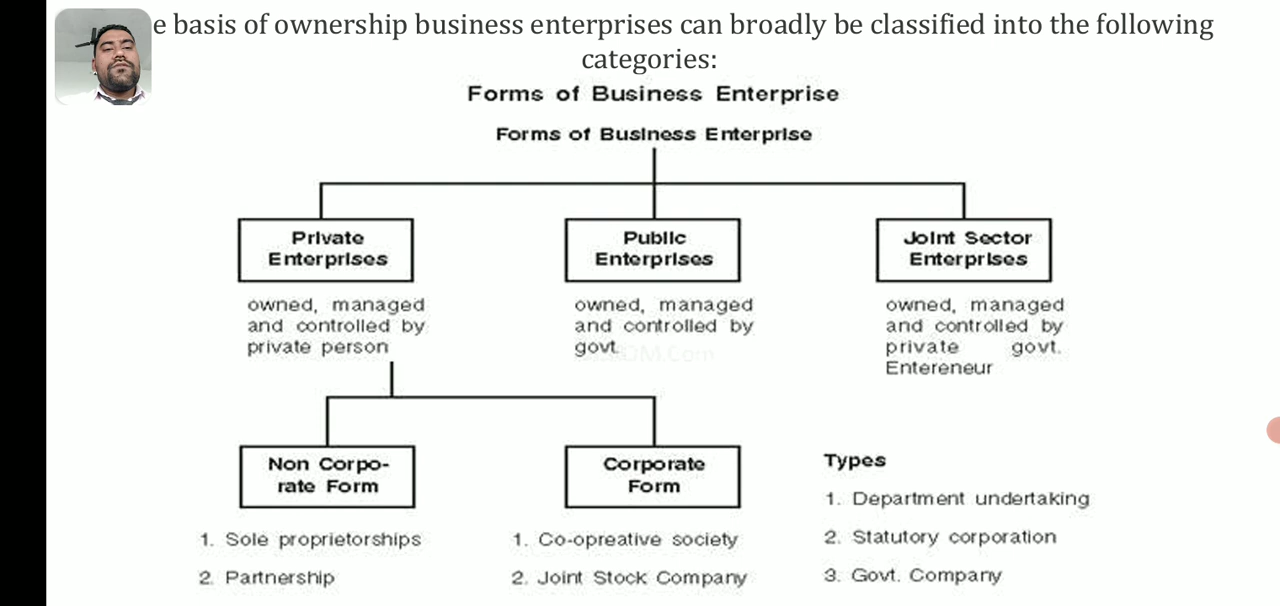 e basis of ownership business enterprises can broadly be classified into the following
categories:
Forms of Business Enterprise
Forms of Business Enterprise
Private
Enterprises
Public
Enterprises
Joint Sector
Enterprises
owned, managed
and controlled by
private person
owned, managed
and controlled by
govt.
owned, managed
and controlled by
private govt.
Entereneur
Non Corpo-
rate Form
1. Sole proprietorships
2. Partnership
Corporate
Form
1. Co-opreative society
2. Joint Stock Company
Types
1. Department undertaking
2. Statutory corporation
3. Govt. Company